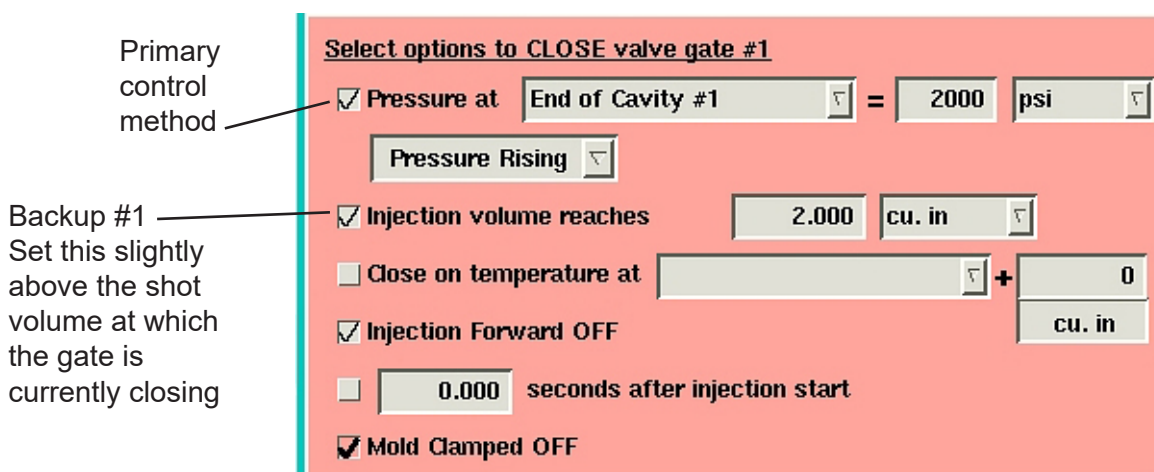 Primary
control
method
Backup #1
Set this slightly
above the shot
volume at which
the gate is
currently closing
Select options to CLOSE valve gate #1
Pressure at End of Cavity #1 = 2000 psi
Pressure Rising
Injection volume reaches 2.000 cu. in
Close on temperature at + 0
cu. in
Injection Forward OFF
0.000 seconds after injection start
Mold Clamped OFF